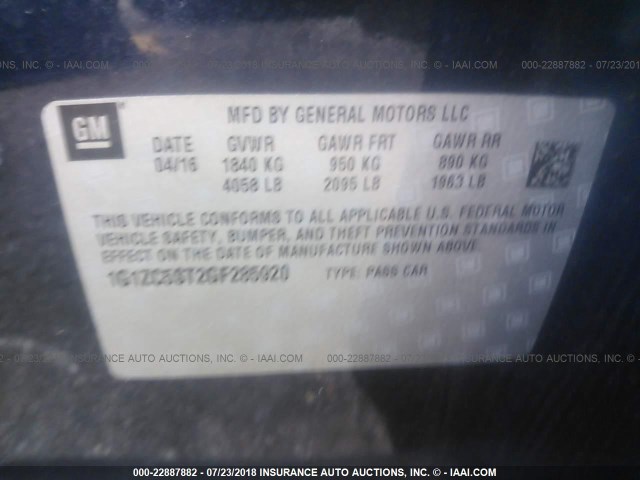 GM
MFD BY GENERAL MOTORS LLC
DATE GVWR GAWR FRT GAWR RR
04/16 1840 KG 950 KG 890 KG
4058 LB 2095 LB 1963 LB
THIS VEHICLE CONFORMS TO ALL APPLICABLE U.S. FEDERAL MOTOR
VEHICLE SAFETY, BUMPER, AND THEFT PREVENTION STANDARDS IN
EFFECT ON THE DATE OF MANUFACTURE SHOWN ABOVE.
TYPE: PASS CAR
000-22887882 - 07/23/2018 INSURANCE AUTO AUCTIONS, INC. - © IAAI.COM